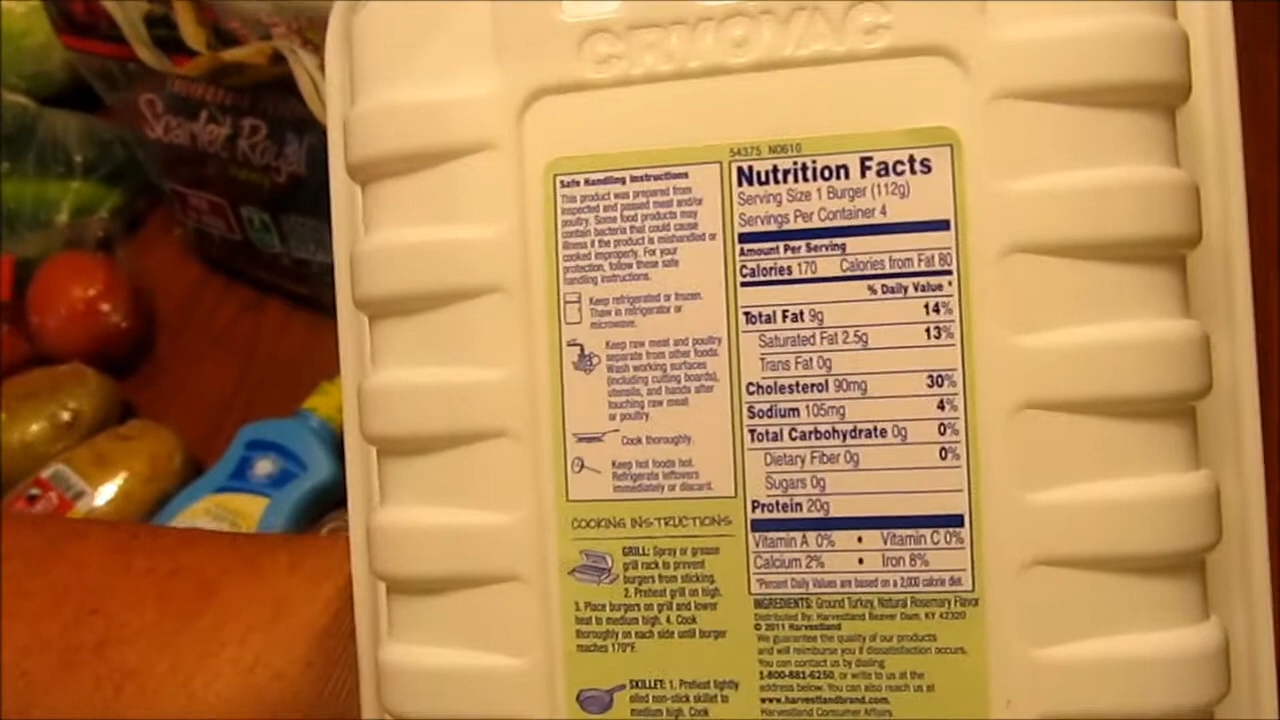 CRYOVAC
Scarlet Royal
54375 N0610
Safe Handling Instructions
This product was prepared from
inspected and passed meat and/or
poultry. Some food products may
contain bacteria that could cause
illness if the product is mishandled or
cooked improperly. For your
protection, follow these safe
handling instructions.
Keep refrigerated or frozen.
Thaw in refrigerator or
microwave.
Keep raw meat and poultry
separate from other foods.
Wash working surfaces
(including cutting boards),
utensils, and hands after
touching raw meat
or poultry.
Cook thoroughly.
Keep hot foods hot.
Refrigerate leftovers
immediately or discard.
COOKING INSTRUCTIONS
GRILL: Spray or grease
grill rack to prevent
burgers from sticking.
2. Preheat grill on high.
3. Place burgers on grill and lower
heat to medium high. 4. Cook
thoroughly on each side until burger
reaches 170°F.
SKILLET: 1. Preheat lightly
oiled non-stick skillet to
medium high. Cook
Nutrition Facts
Serving Size 1 Burger (112g)
Servings Per Container 4
Amount Per Serving
Calories 170 Calories from Fat 80
% Daily Value *
Total Fat 9g 14%
Saturated Fat 2.5g 13%
Trans Fat 0g
Cholesterol 90mg 30%
Sodium 105mg 4%
Total Carbohydrate 0g 0%
Dietary Fiber 0g 0%
Sugars 0g
Protein 20g
Vitamin A 0% • Vitamin C 0%
Calcium 2% • Iron 8%
*Percent Daily Values are based on a 2,000 calorie diet.
INGREDIENTS: Ground Turkey, Natural Rosemary Flavor
Distributed By: Harvestland Beaver Dam, KY 42320
© 2011 Harvestland
We guarantee the quality of our products
and will reimburse you if dissatisfaction occurs.
You can contact us by dialing
1-800-881-6250, or write to us at the
address below. You can also reach us at
www.harvestlandbrand.com.
Harvestland Consumer Affairs